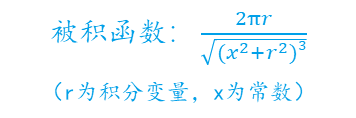 被积函数： 2πr / √(x²+r²)³
（r为积分变量，x为常数）